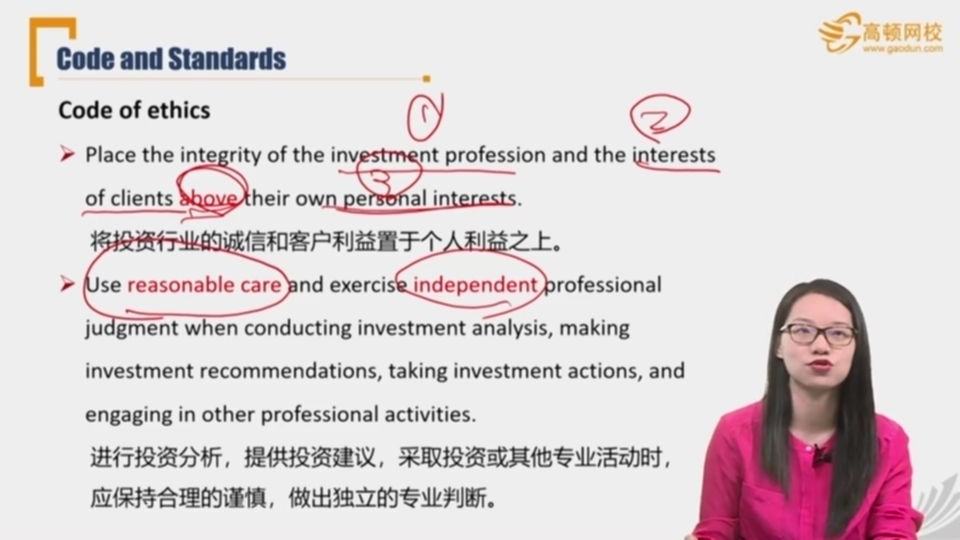 高顿网校
www.gaodun.com
Code and Standards
Code of ethics
1
2
Place the integrity of the investment profession and the interests
3
of clients above their own personal interests.
将投资行业的诚信和客户利益置于个人利益之上。
Use reasonable care and exercise independent professional
judgment when conducting investment analysis, making
investment recommendations, taking investment actions, and
engaging in other professional activities.
进行投资分析，提供投资建议，采取投资或其他专业活动时，
应保持合理的谨慎，做出独立的专业判断。